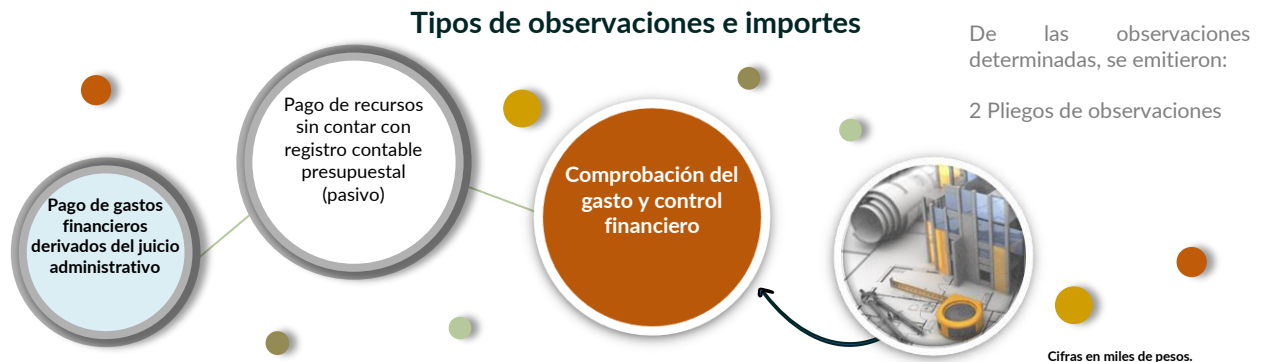 Tipos de observaciones e importes
De las observaciones
determinadas, se emitieron:
2 Pliegos de observaciones
Pago de gastos
financieros
derivados del juicio
administrativo
Pago de recursos
sin contar con
registro contable
presupuestal
(pasivo)
Comprobación del
gasto y control
financiero
Cifras en miles de pesos.